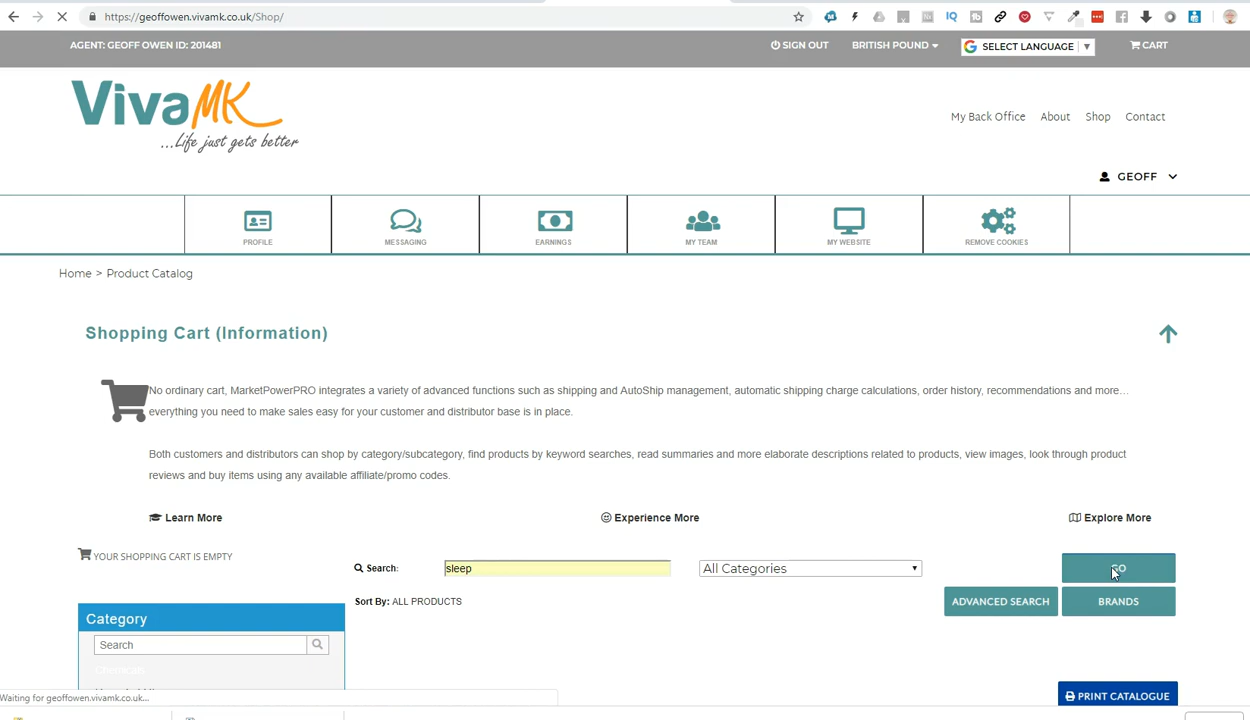 https://geoffowen.vivamk.co.uk/Shop/
AGENT: GEOFF OWEN ID: 201481
SIGN OUT
BRITISH POUND
SELECT LANGUAGE
CART
VivaMK
...Life just gets better
My Back Office
About
Shop
Contact
GEOFF
PROFILE
MESSAGING
EARNINGS
MY TEAM
MY WEBSITE
REMOVE COOKIES
Home > Product Catalog
Shopping Cart (Information)
No ordinary cart, MarketPowerPRO integrates a variety of advanced functions such as shipping and AutoShip management, automatic shipping charge calculations, order history, recommendations and more…
everything you need to make sales easy for your customer and distributor base is in place.
Both customers and distributors can shop by category/subcategory, find products by keyword searches, read summaries and more elaborate descriptions related to products, view images, look through product
reviews and buy items using any available affiliate/promo codes.
Learn More
Experience More
Explore More
YOUR SHOPPING CART IS EMPTY
Search:
sleep
All Categories
GO
Sort By: ALL PRODUCTS
ADVANCED SEARCH
BRANDS
Category
Search
PRINT CATALOGUE
Waiting for geoffowen.vivamk.co.uk...